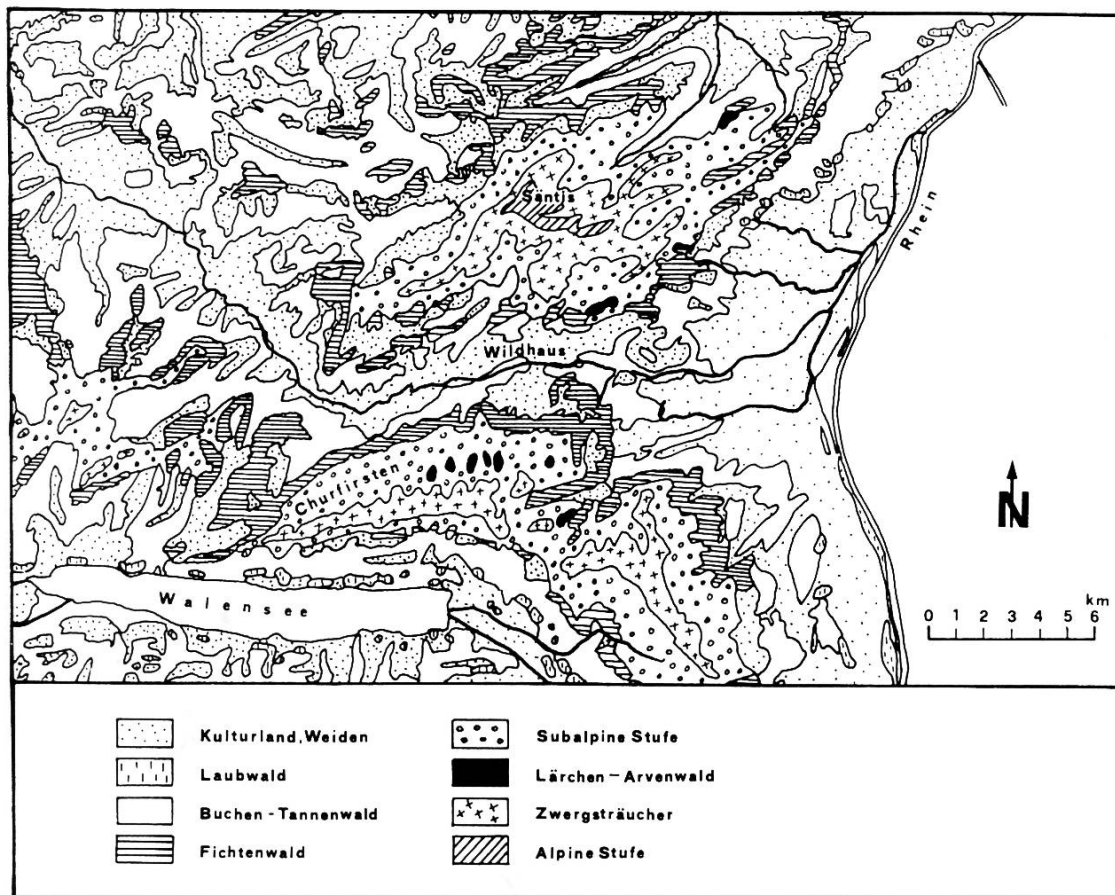 Säntis
Rhein
Wildhaus
Churfirsten
Walensee
N
km
0 1 2 3 4 5 6
Kulturland, Weiden
Laubwald
Buchen - Tannenwald
Fichtenwald
Subalpine Stufe
Lärchen - Arvenwald
Zwergsträucher
Alpine Stufe